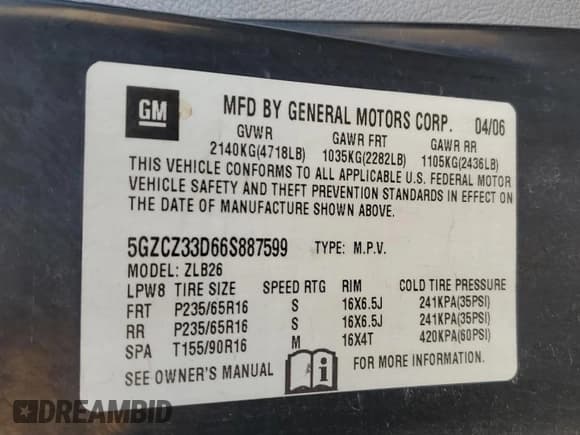 GM
MFD BY GENERAL MOTORS CORP. 04/06
GVWR GAWR FRT GAWR RR
2140KG(4718LB) 1035KG(2282LB) 1105KG(2436LB)
THIS VEHICLE CONFORMS TO ALL APPLICABLE U.S. FEDERAL MOTOR
VEHICLE SAFETY AND THEFT PREVENTION STANDARDS IN EFFECT ON
THE DATE OF MANUFACTURE SHOWN ABOVE.
5GZCZ33D66S887599 TYPE: M.P.V.
MODEL: ZLB26
LPW8 TIRE SIZE SPEED RTG RIM COLD TIRE PRESSURE
FRT P235/65R16 S 16X6.5J 241KPA(35PSI)
RR P235/65R16 S 16X6.5J 241KPA(35PSI)
SPA T155/90R16 M 16X4T 420KPA(60PSI)
SEE OWNER'S MANUAL FOR MORE INFORMATION.
DREAMBID